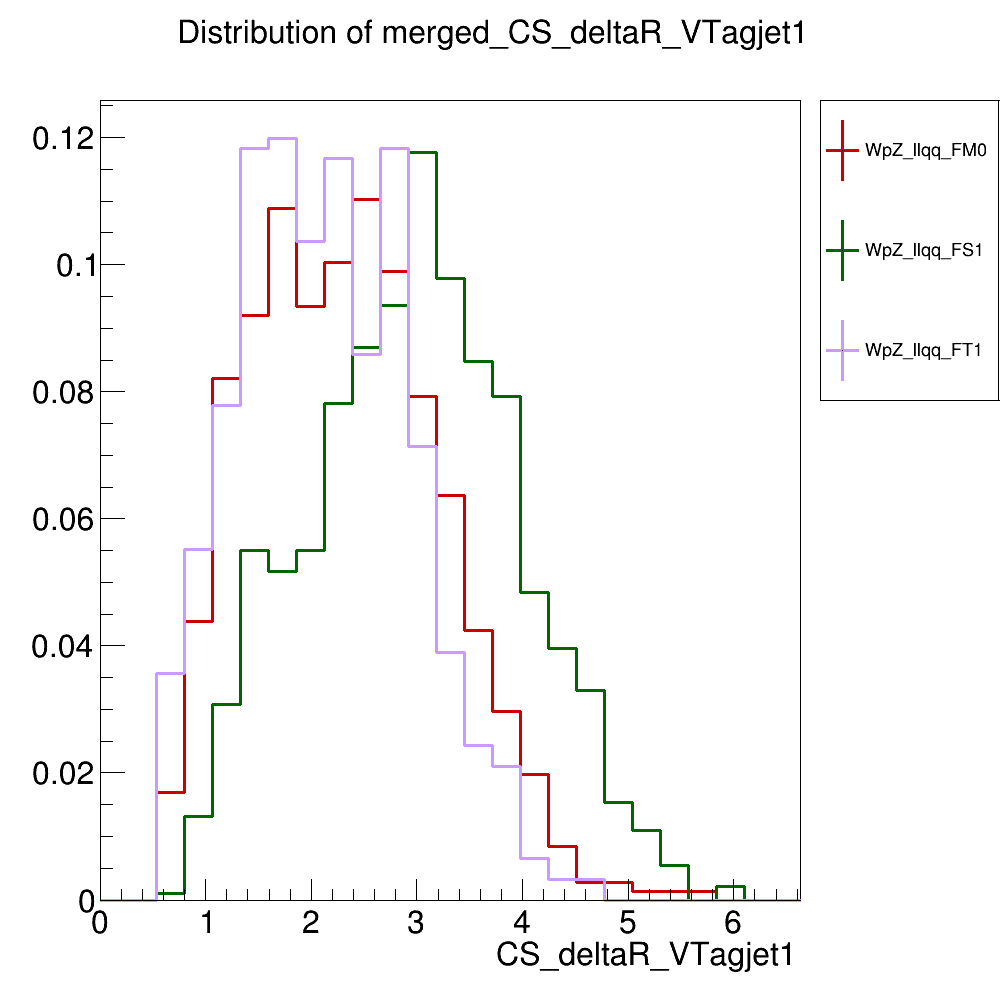 Distribution of merged_CS_deltaR_VTagjet1
0.12
0.1
0.08
0.06
0.04
0.02
0
0 1 2 3 4 5 6
CS_deltaR_VTagjet1
WpZ_llqq_FM0
WpZ_llqq_FS1
WpZ_llqq_FT1